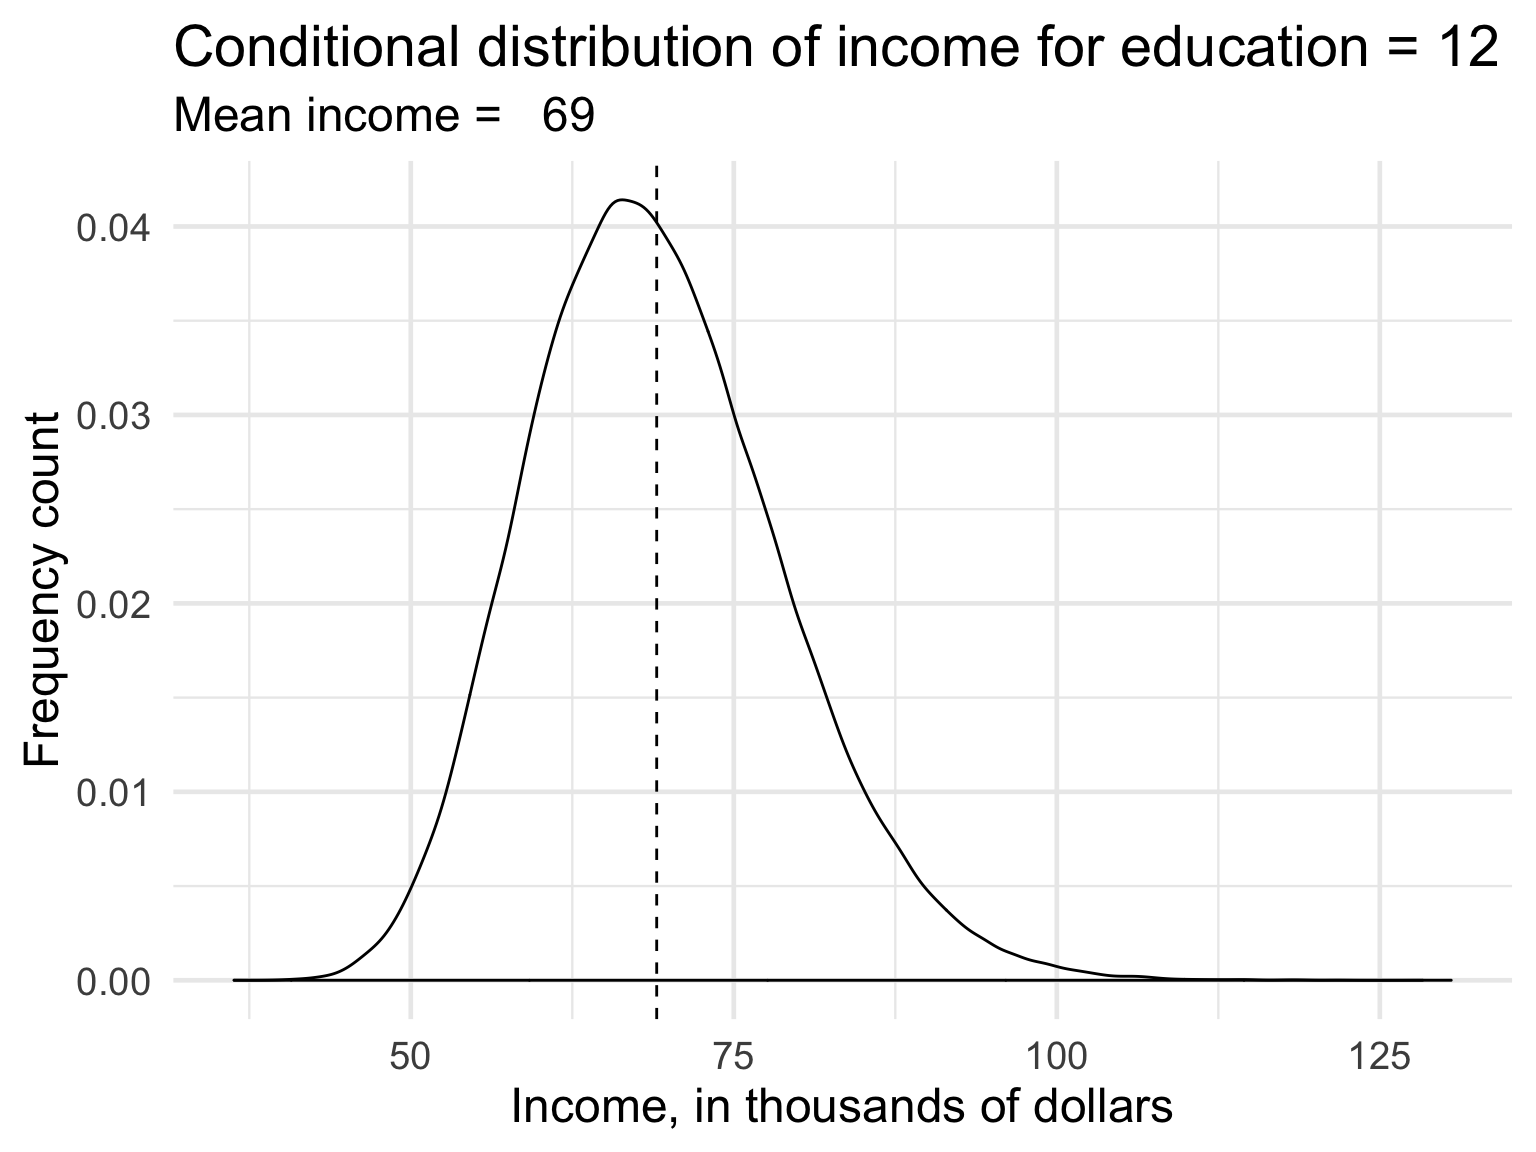 Conditional distribution of income for education = 12
Mean income =   69
Frequency count
0.04
0.03
0.02
0.01
0.00
50
75
100
125
Income, in thousands of dollars